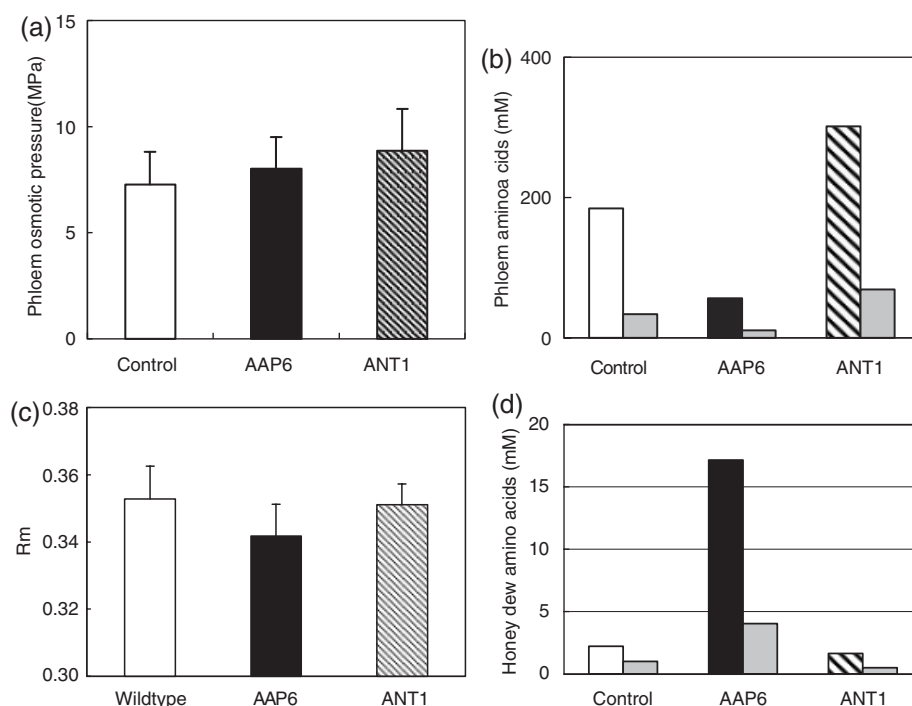 (a)
Phloem osmotic pressure(MPa)
15
10
5
0
Control AAP6 ANT1
(b)
Phloem aminoa cids (mM)
400
200
0
Control AAP6 ANT1
(c)
Rm
0.38
0.36
0.34
0.32
0.30
Wildtype AAP6 ANT1
(d)
Honey dew amino acids (mM)
20
15
10
5
0
Control AAP6 ANT1